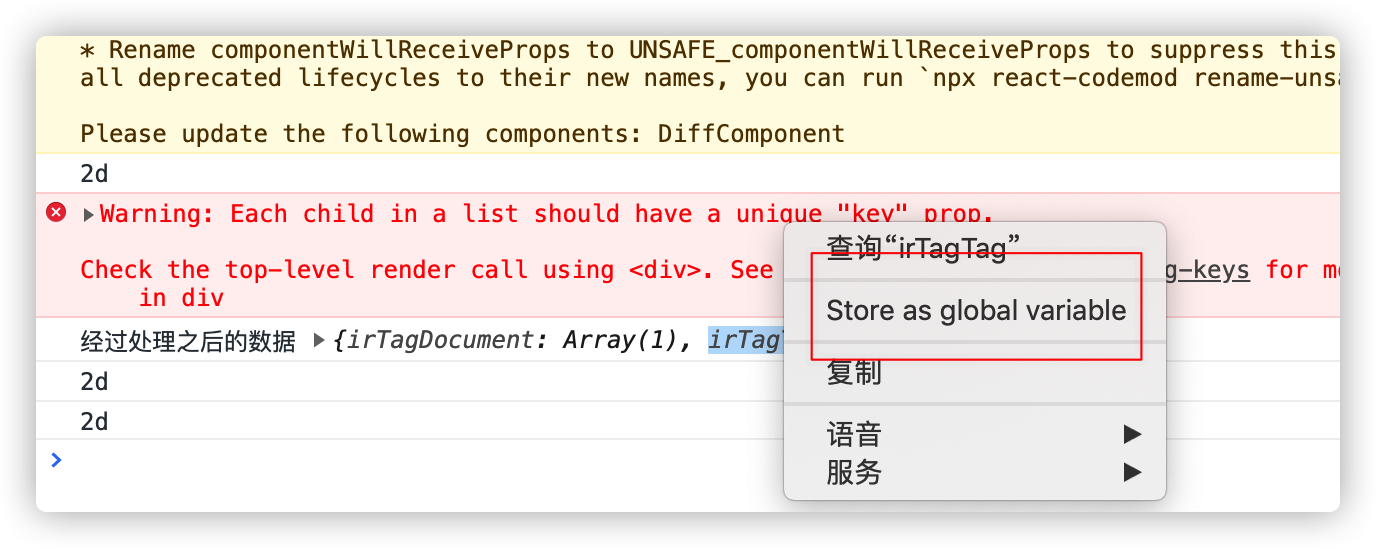 * Rename componentWillReceiveProps to UNSAFE_componentWillReceiveProps to suppress this
all deprecated lifecycles to their new names, you can run `npx react-codemod rename-unsa
Please update the following components: DiffComponent
2d
Warning: Each child in a list should have a unique "key" prop.
查询“irTagTag”
Check the top-level render call using <div>. See g-keys for mo
in div
Store as global variable
经过处理之后的数据 {irTagDocument: Array(1), irTagT
复制
2d
2d
语音
服务